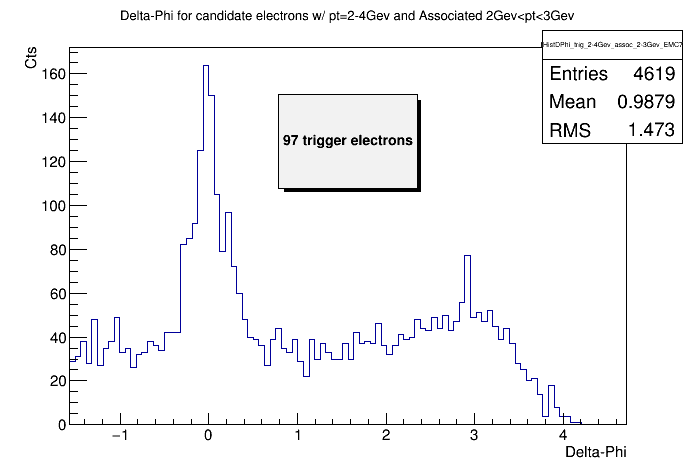 Delta-Phi for candidate electrons w/ pt=2-4Gev and Associated 2Gev<pt<3Gev
HistDPhi_trig_2-4Gev_assoc_2-3Gev_EMC7
Entries 4619
Mean 0.9879
RMS 1.473
Cts
97 trigger electrons
160
140
120
100
80
60
40
20
0
−1 0 1 2 3 4
Delta-Phi